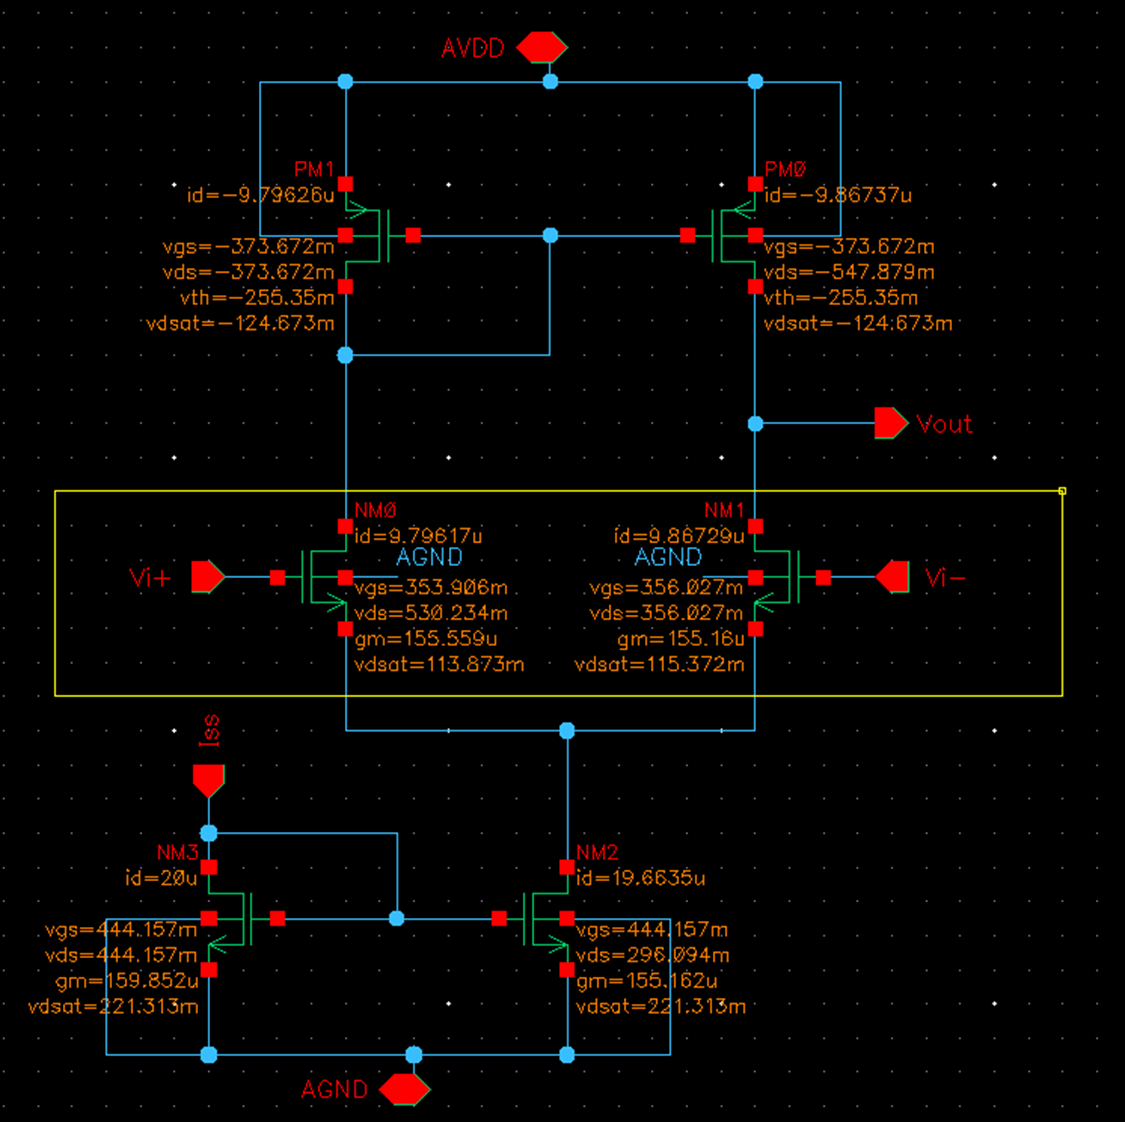 AVDD
PM1
id=-9.79626u
vgs=-373.672m
vds=-373.672m
vth=-255.35m
vdsat=-124.673m
PM0
id=-9.86737u
vgs=-373.672m
vds=-547.879m
vth=-255.35m
vdsat=-124.673m
Vout
NM0
id=9.79617u
AGND
Vi+
vgs=353.906m
vds=530.234m
gm=155.559u
vdsat=113.873m
NM1
id=9.86729u
AGND
Vi-
vgs=356.027m
vds=356.027m
gm=155.16u
vdsat=115.372m
Iss
NM3
id=20u
vgs=444.157m
vds=444.157m
gm=159.852u
vdsat=221.313m
NM2
id=19.6635u
vgs=444.157m
vds=296.094m
gm=155.162u
vdsat=221.313m
AGND